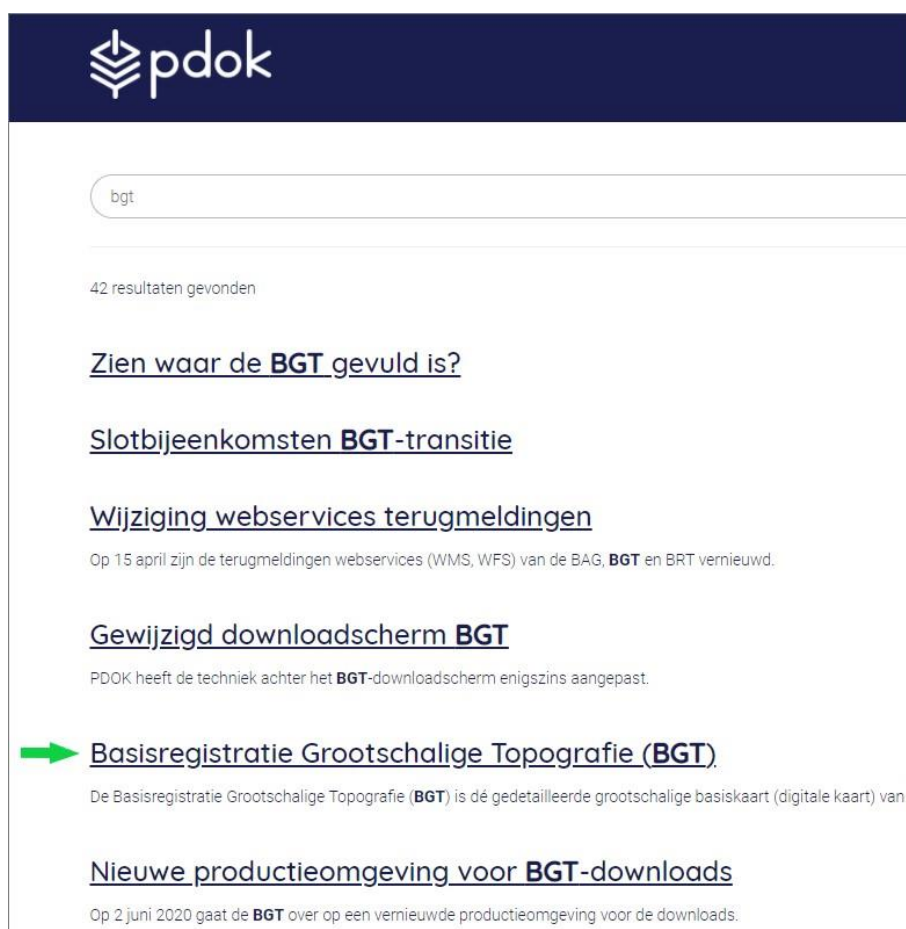 pdok
bgt
42 resultaten gevonden
Zien waar de BGT gevuld is?
Slotbijeenkomsten BGT-transitie
Wijziging webservices terugmeldingen
Op 15 april zijn de terugmeldingen webservices (WMS, WFS) van de BAG, BGT en BRT vernieuwd.
Gewijzigd downloadscherm BGT
PDOK heeft de techniek achter het BGT-downloadscherm enigszins aangepast.
Basisregistratie Grootschalige Topografie (BGT)
De Basisregistratie Grootschalige Topografie (BGT) is dé gedetailleerde grootschalige basiskaart (digitale kaart) van
Nieuwe productieomgeving voor BGT-downloads
Op 2 juni 2020 gaat de BGT over op een vernieuwde productieomgeving voor de downloads.